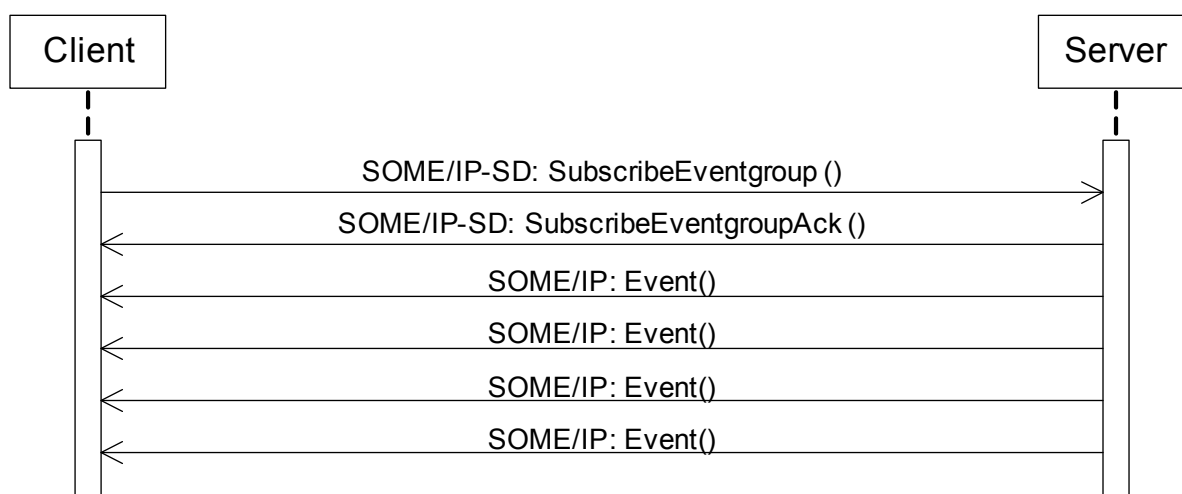 Client
Server
SOME/IP-SD: SubscribeEventgroup ()
SOME/IP-SD: SubscribeEventgroupAck ()
SOME/IP: Event()
SOME/IP: Event()
SOME/IP: Event()
SOME/IP: Event()